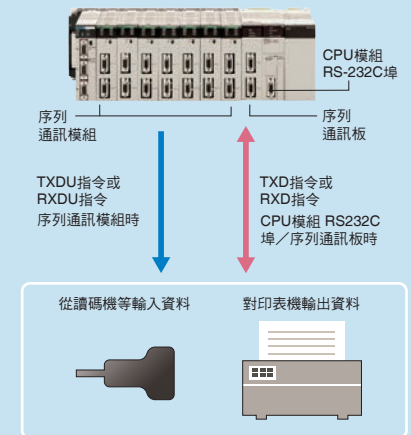 CPU模組
RS-232C埠
序列
通訊模組
序列
通訊板
TXDU指令或
RXDU指令
序列通訊模組時
TXD指令或
RXD指令
CPU模組 RS232C
埠／序列通訊板時
從讀碼機等輸入資料
對印表機輸出資料